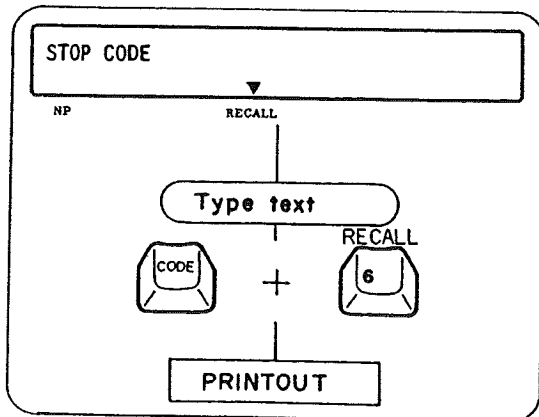 STOP CODE
NP RECALL
Type text
RECALL
CODE + 6
PRINTOUT